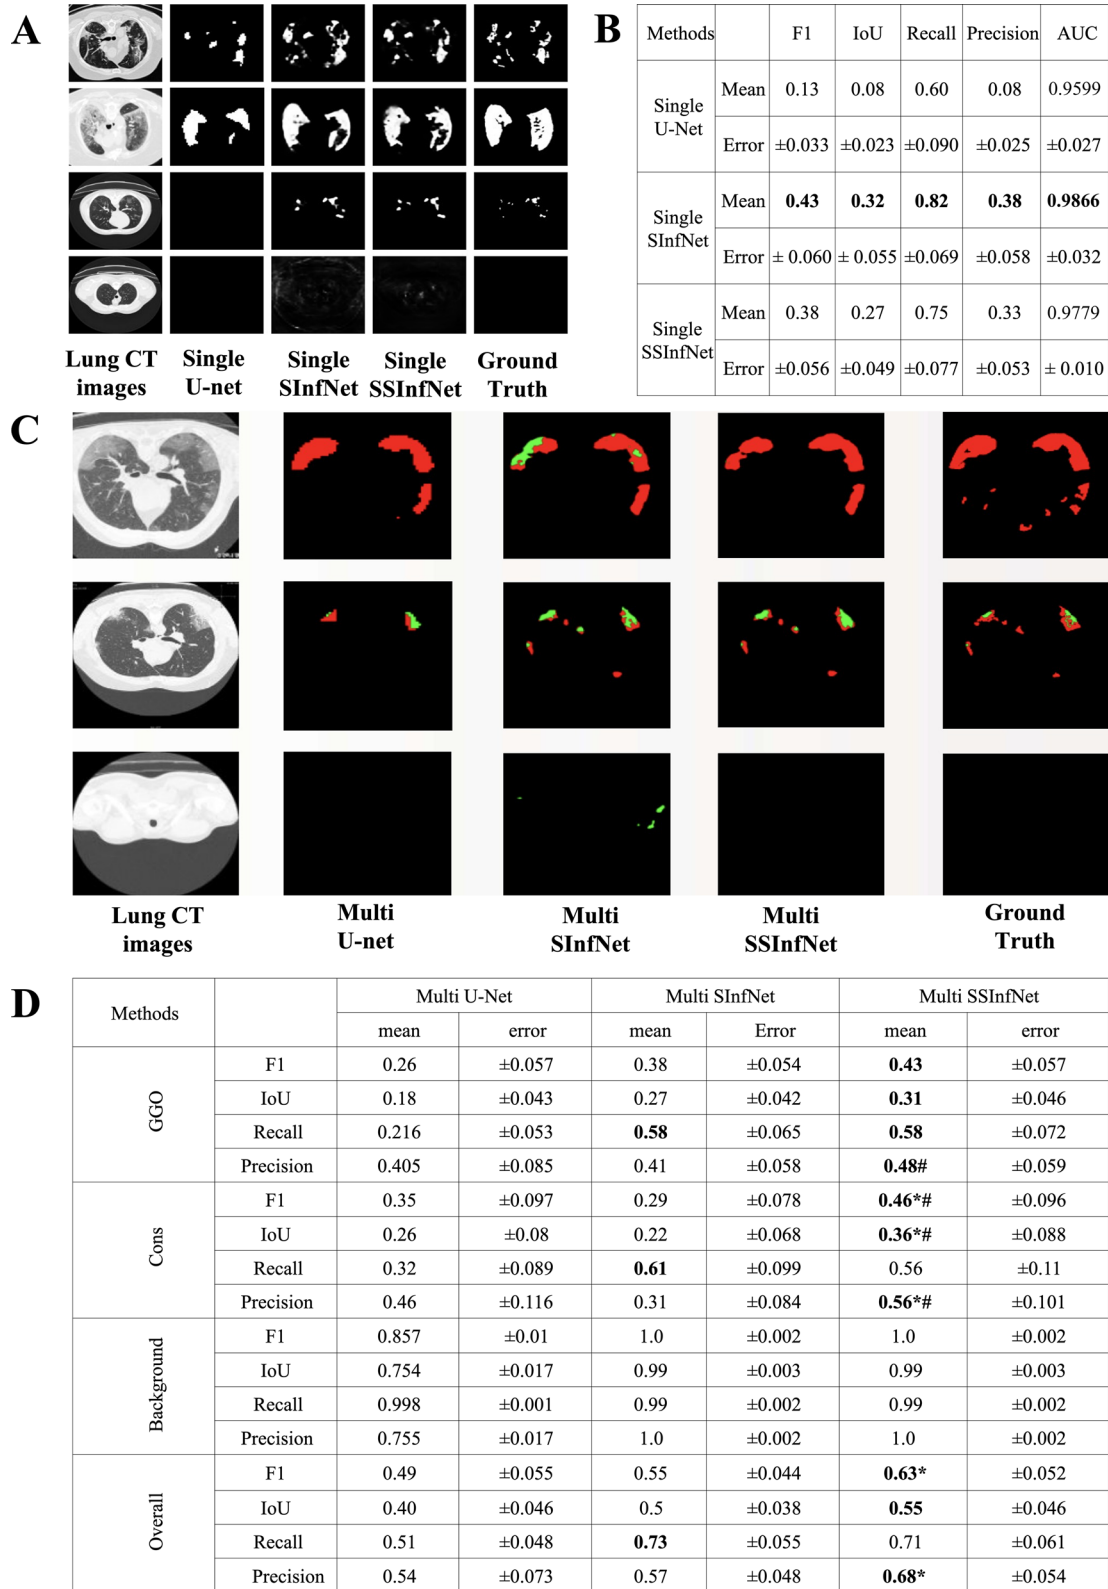 A
Lung CT
images
Single
U-net
Single
SInfNet
Single
SSInfNet
Ground
Truth
B
Methods F1 IoU Recall Precision AUC
Single
U-Net
Mean 0.13 0.08 0.60 0.08 0.9599
Error ±0.033 ±0.023 ±0.090 ±0.025 ±0.027
Single
SInfNet
Mean 0.43 0.32 0.82 0.38 0.9866
Error ± 0.060 ± 0.055 ±0.069 ±0.058 ±0.032
Single
SSInfNet
Mean 0.38 0.27 0.75 0.33 0.9779
Error ±0.056 ±0.049 ±0.077 ±0.053 ± 0.010
C
Lung CT
images
Multi
U-net
Multi
SInfNet
Multi
SSInfNet
Ground
Truth
D
Methods Multi U-Net Multi SInfNet Multi SSInfNet
mean error mean Error mean error
GGO
F1 0.26 ±0.057 0.38 ±0.054 0.43 ±0.057
IoU 0.18 ±0.043 0.27 ±0.042 0.31 ±0.046
Recall 0.216 ±0.053 0.58 ±0.065 0.58 ±0.072
Precision 0.405 ±0.085 0.41 ±0.058 0.48# ±0.059
Cons
F1 0.35 ±0.097 0.29 ±0.078 0.46*# ±0.096
IoU 0.26 ±0.08 0.22 ±0.068 0.36*# ±0.088
Recall 0.32 ±0.089 0.61 ±0.099 0.56 ±0.11
Precision 0.46 ±0.116 0.31 ±0.084 0.56*# ±0.101
Background
F1 0.857 ±0.01 1.0 ±0.002 1.0 ±0.002
IoU 0.754 ±0.017 0.99 ±0.003 0.99 ±0.003
Recall 0.998 ±0.001 0.99 ±0.002 0.99 ±0.002
Precision 0.755 ±0.017 1.0 ±0.002 1.0 ±0.002
Overall
F1 0.49 ±0.055 0.55 ±0.044 0.63* ±0.052
IoU 0.40 ±0.046 0.5 ±0.038 0.55 ±0.046
Recall 0.51 ±0.048 0.73 ±0.055 0.71 ±0.061
Precision 0.54 ±0.073 0.57 ±0.048 0.68* ±0.054